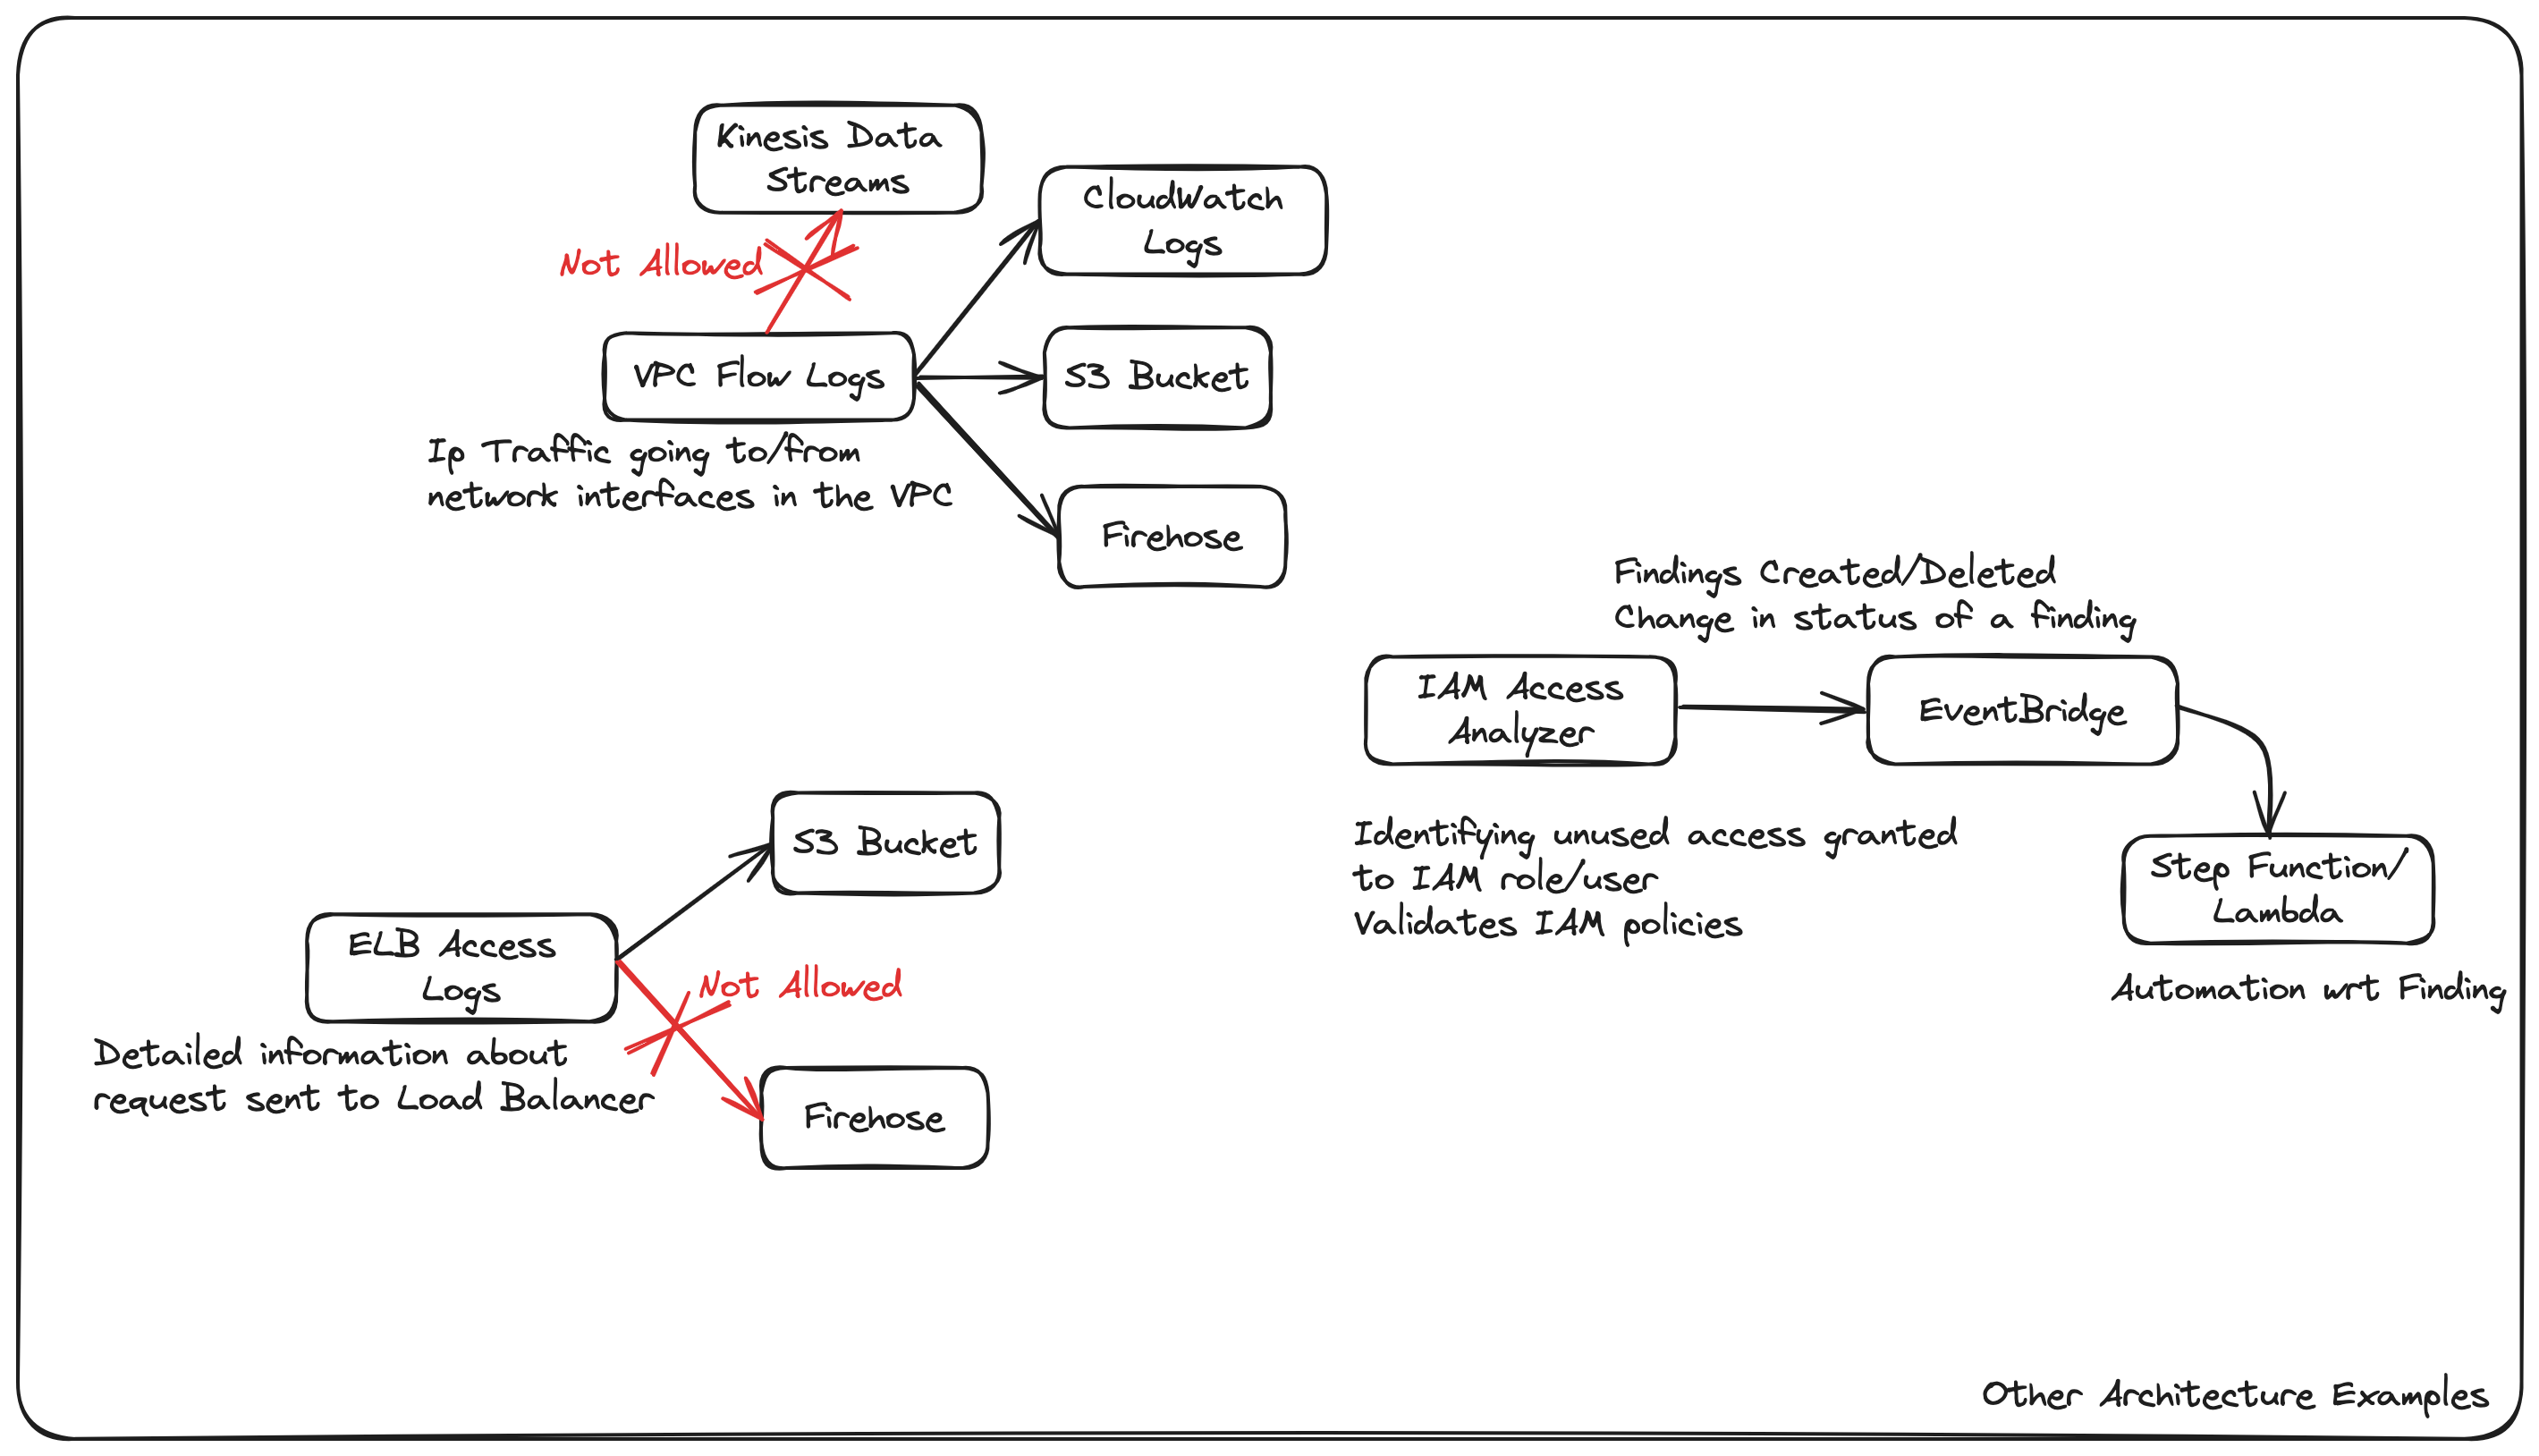 Kinesis Data
Streams
CloudWatch
Logs
Not Allowed
VPC Flow Logs
S3 Bucket
Ip Traffic going to/from
network interfaces in the VPC
Firehose
Findings Created/Deleted
Change in status of a finding
IAM Access
Analyzer
EventBridge
Identifying unused access granted
to IAM role/user
Validates IAM policies
Step Function/
Lambda
Automation wrt Finding
S3 Bucket
ELB Access
Logs
Not Allowed
Detailed information about
request sent to Load Balancer
Firehose
Other Architecture Examples